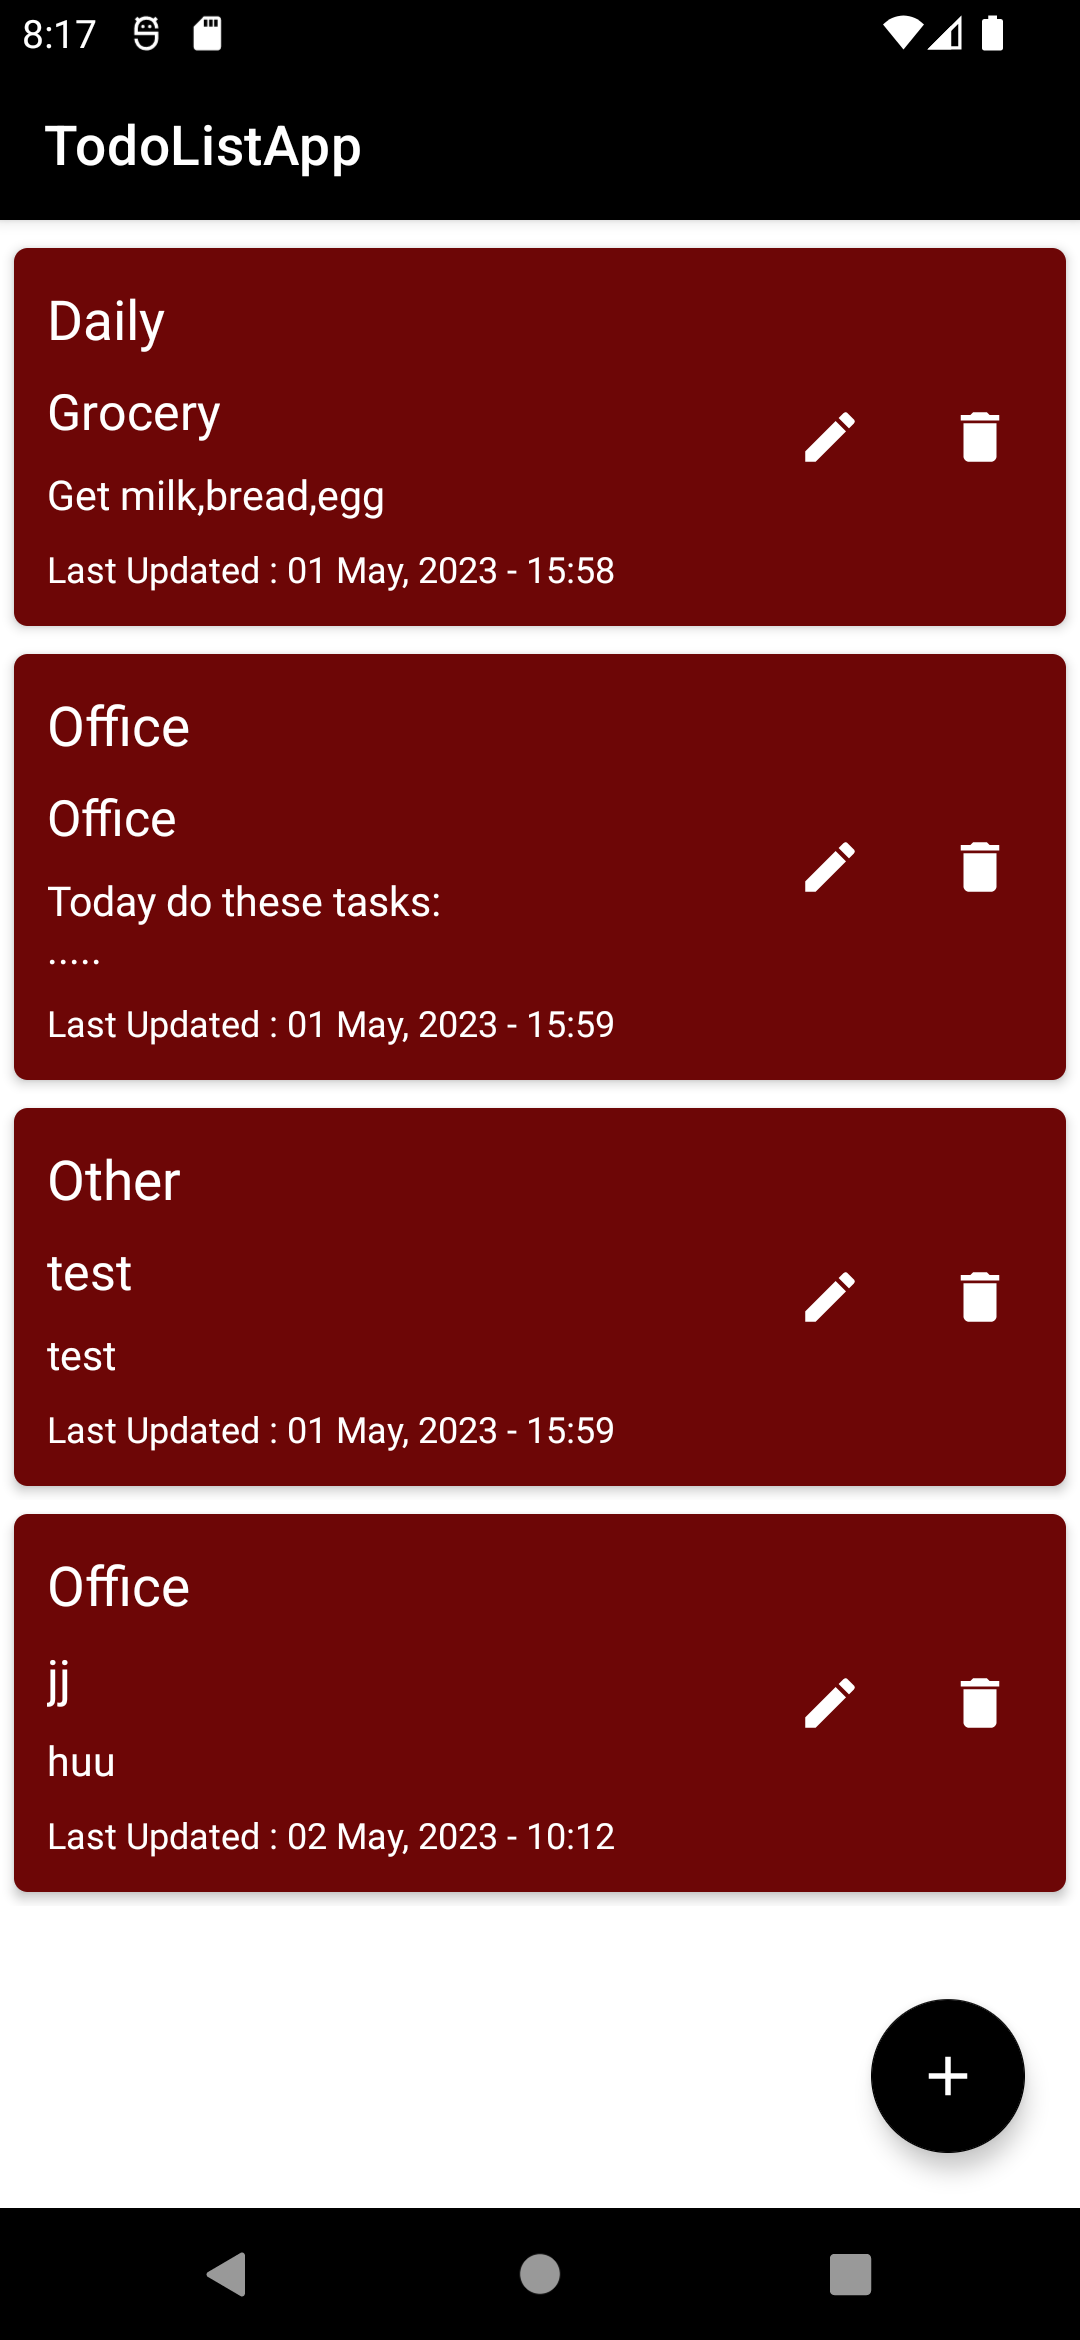 8:17
TodoListApp
Daily
Grocery
Get milk,bread,egg
Last Updated : 01 May, 2023 - 15:58
Office
Office
Today do these tasks:
.....
Last Updated : 01 May, 2023 - 15:59
Other
test
test
Last Updated : 01 May, 2023 - 15:59
Office
jj
huu
Last Updated : 02 May, 2023 - 10:12